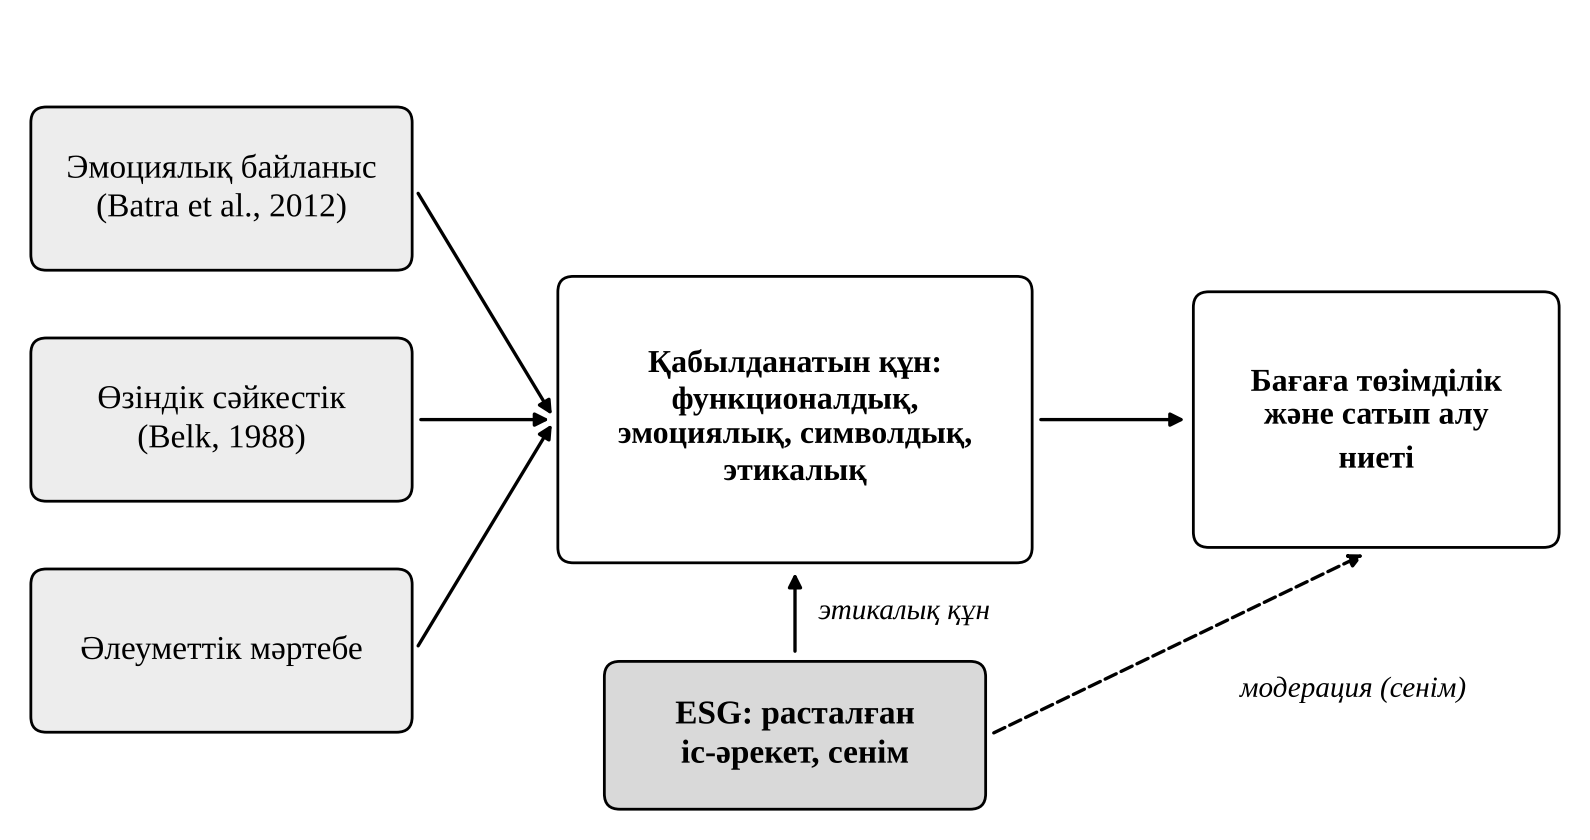 Эмоциялық байланыс
(Batra et al., 2012)
Өзіндік сәйкестік
(Belk, 1988)
Әлеуметтік мәртебе
Қабылданатын құн:
функционалдық,
эмоциялық, символдық,
этикалық
Бағаға төзімділік
және сатып алу
ниеті
этикалық құн
ESG: расталған
іс-әрекет, сенім
модерация (сенім)